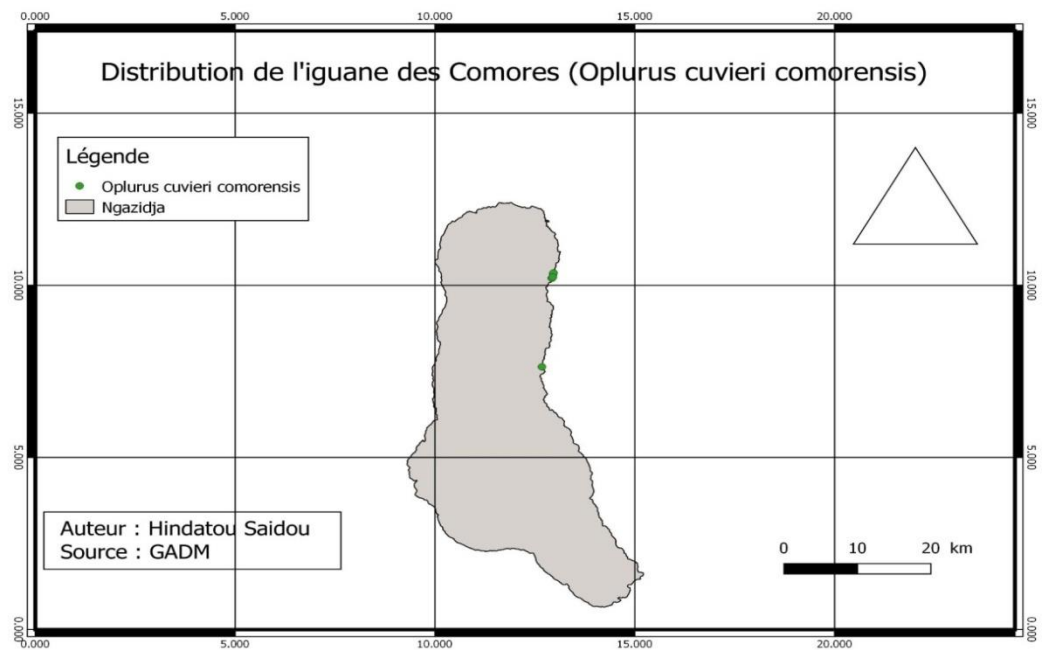 0.000 5.000 10.000 15.000 20.000
Distribution de l'iguane des Comores (Oplurus cuvieri comorensis)
15.000 15.000
Légende
Oplurus cuvieri comorensis
Ngazidja
10.000 10.000
5.000 5.000
Auteur : Hindatou Saidou
Source : GADM
0 10 20 km
0.000 0.000
0.000 5.000 10.000 15.000 20.000